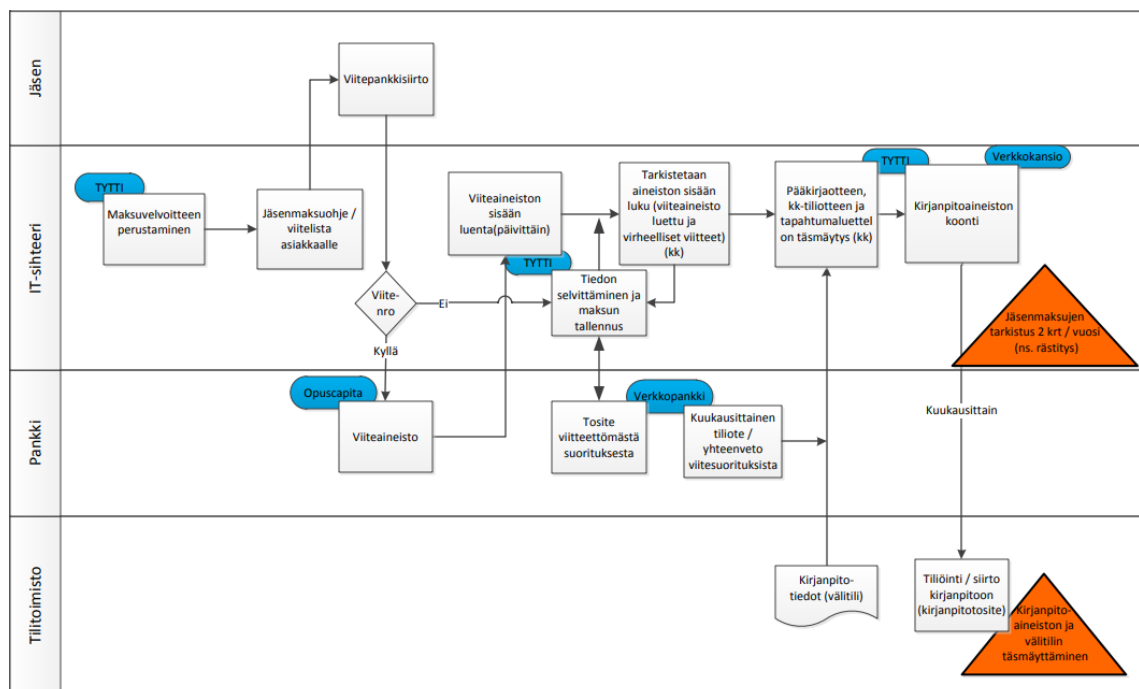 Jäsen
Viitepankkisiirto
IT-sihteeri
TYTTI
Maksuvelvoitteen
perustaminen
Jäsenmaksuohje /
viitelista
asiakkaalle
Viite-
nro
Ei
Kyllä
Viiteaineiston
sisään
luenta(päivittäin)
TYTTI
Tiedon
selvittäminen ja
maksun
tallennus
Tarkistetaan
aineiston sisään
luku (viiteaineisto
luettu ja
virheelliset viitteet)
(kk)
TYTTI
Pääkirjaotteen,
kk-tiliotteen ja
tapahtumaluettel
on täsmäytys (kk)
Verkkokansio
Kirjanpitoaineiston
koonti
Jäsenmaksujen
tarkistus 2 krt / vuosi
(ns. rästitys)
Pankki
Opuscapita
Viiteaineisto
Tosite
viitteettömästä
suorituksesta
Verkkopankki
Kuukausittainen
tiliote /
yhteenveto
viitesuorituksista
Kuukausittain
Tilitoimisto
Kirjanpito-
tiedot (välitili)
Tiliöinti / siirto
kirjanpitoon
(kirjanpitotosite)
Kirjanpito-
aineiston ja
välitilin
täsmäyttäminen